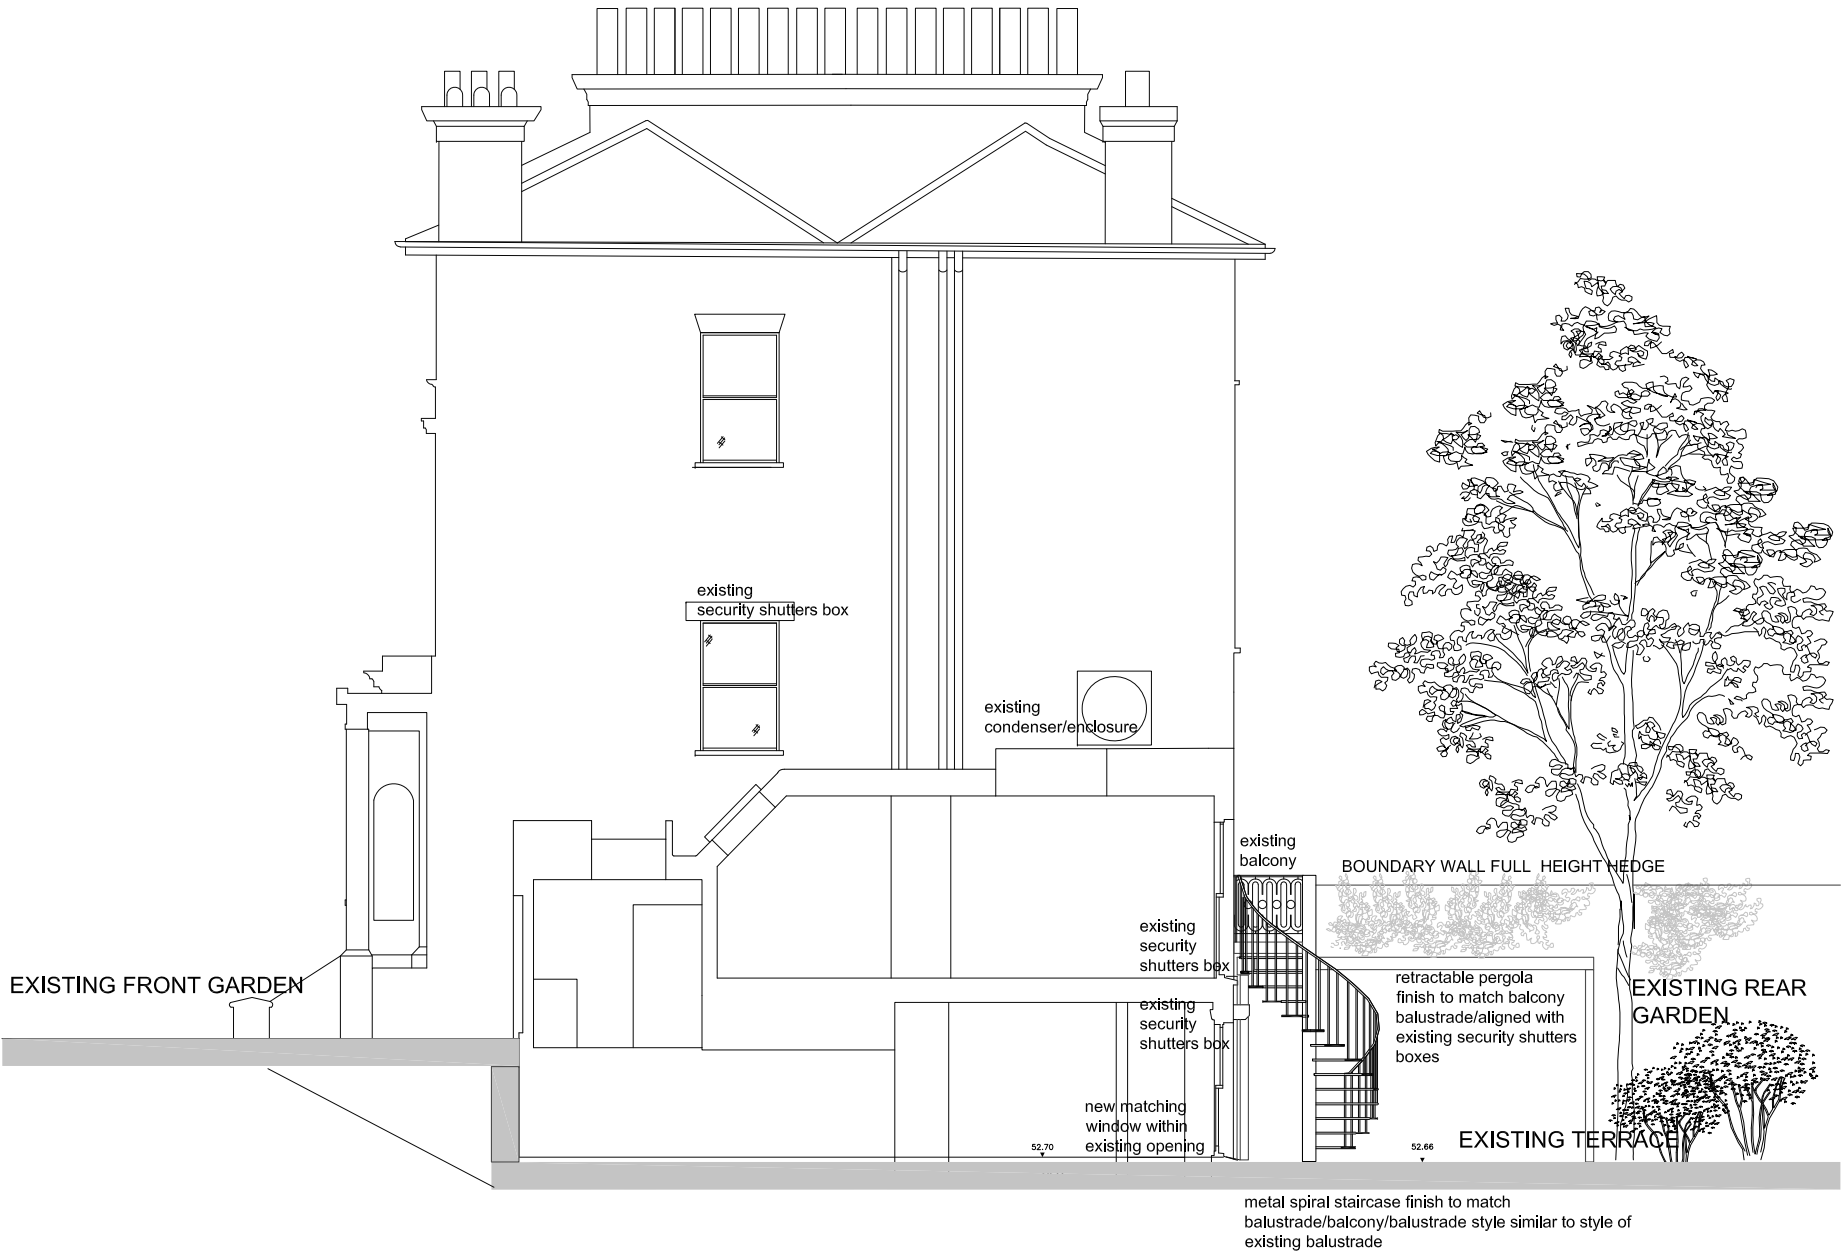 existing
security shutters box
existing
condenser/enclosure
existing
balcony
BOUNDARY WALL FULL HEIGHT HEDGE
existing
security
shutters box
EXISTING FRONT GARDEN
retractable pergola
finish to match balcony
balustrade/aligned with
existing security shutters
boxes
EXISTING REAR
GARDEN
existing
security
shutters box
new matching
window within
existing opening
52.70
52.66
EXISTING TERRACE
metal spiral staircase finish to match
balustrade/balcony/balustrade style similar to style of
existing balustrade